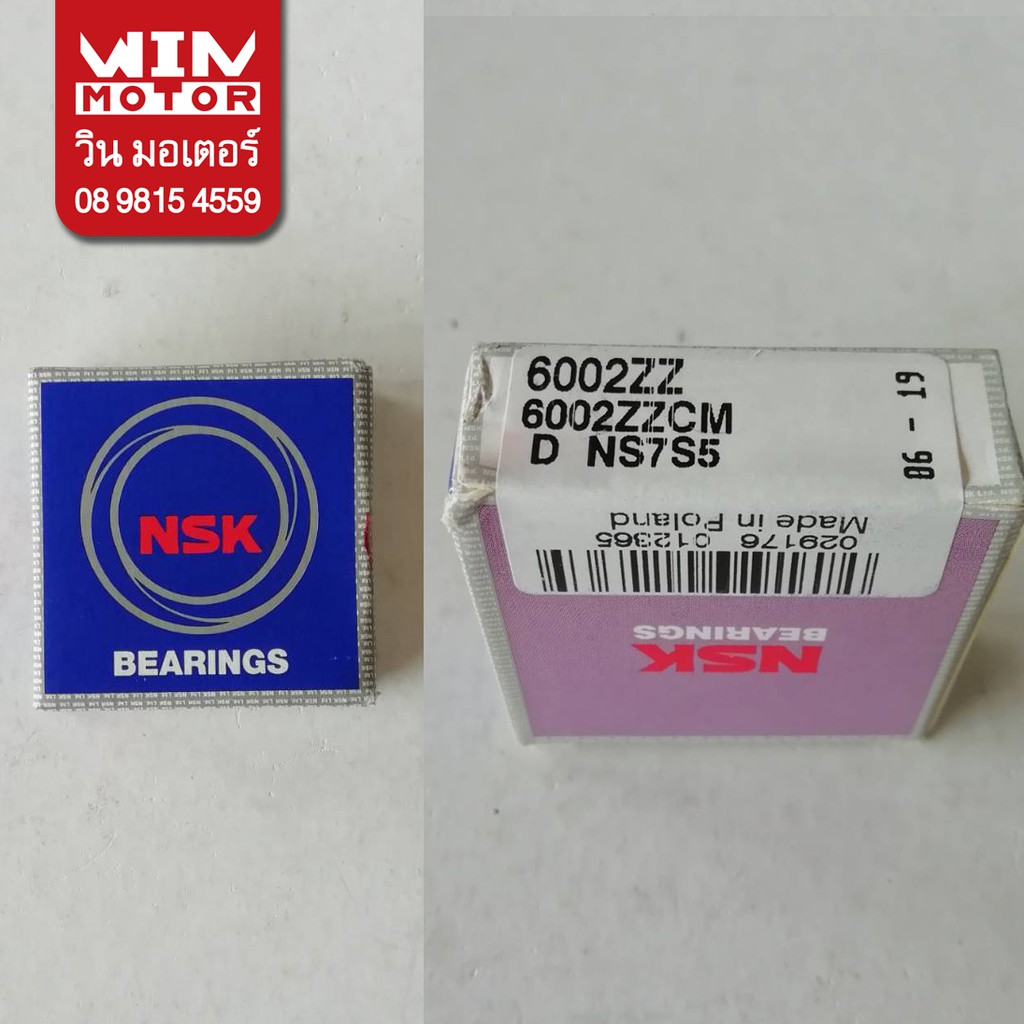 WIN
MOTOR
วิน มอเตอร์
08 9815 4559
NSK
BEARINGS
6002ZZ
6002ZZCM
D NS7S5
06 - 19
Made in Poland
029176 012365
NSK
BEARINGS